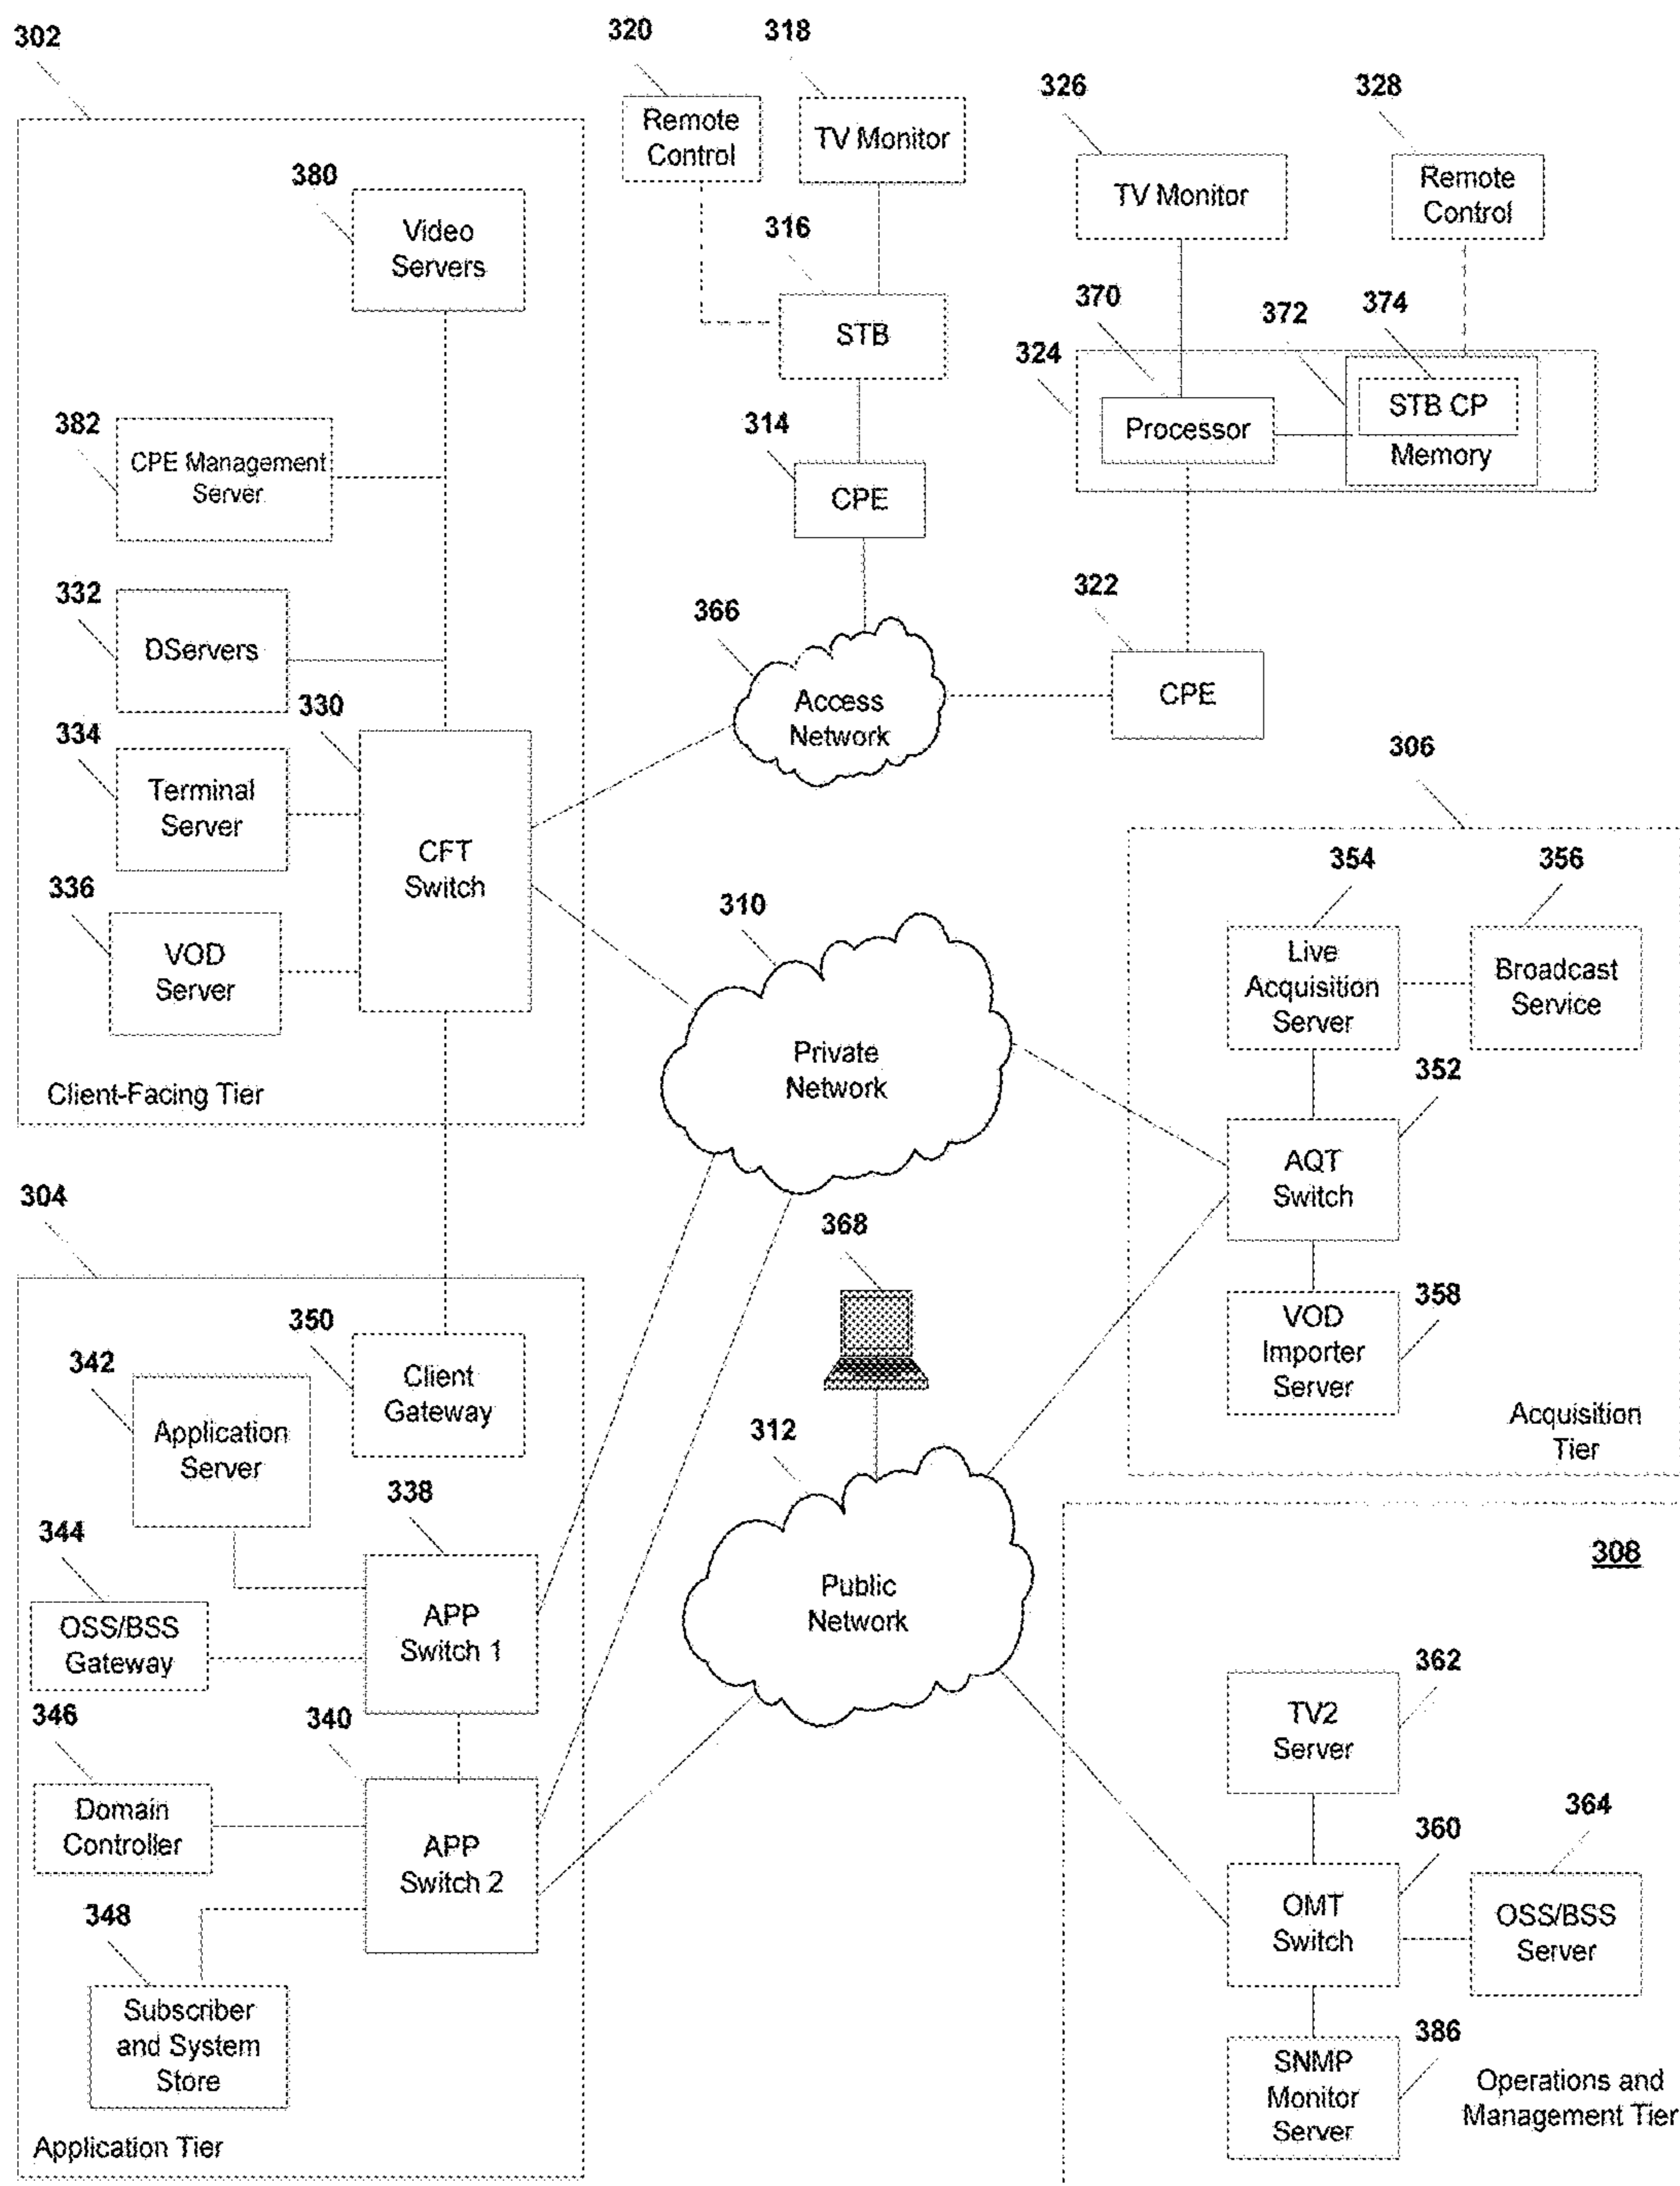 302
320
318
326
328
Remote
Control
TV Monitor
TV Monitor
Remote
Control
380
Video
Servers
316
STB
370
372
374
324
STB CP
Processor
Memory
382
CPE Management
Server
314
CPE
332
DServers
366
Access
Network
322
CPE
330
334
Terminal
Server
CFT
Switch
336
VOD
Server
Client-Facing Tier
310
Private
Network
306
354
356
Live
Acquisition
Server
Broadcast
Service
352
AQT
Switch
358
VOD
Importer
Server
Acquisition
Tier
304
368
350
Client
Gateway
342
Application
Server
312
Public
Network
338
APP
Switch 1
344
OSS/BSS
Gateway
346
Domain
Controller
340
APP
Switch 2
348
Subscriber
and System
Store
Application Tier
308
362
TV2
Server
360
OMT
Switch
364
OSS/BSS
Server
386
SNMP
Monitor
Server
Operations and
Management Tier